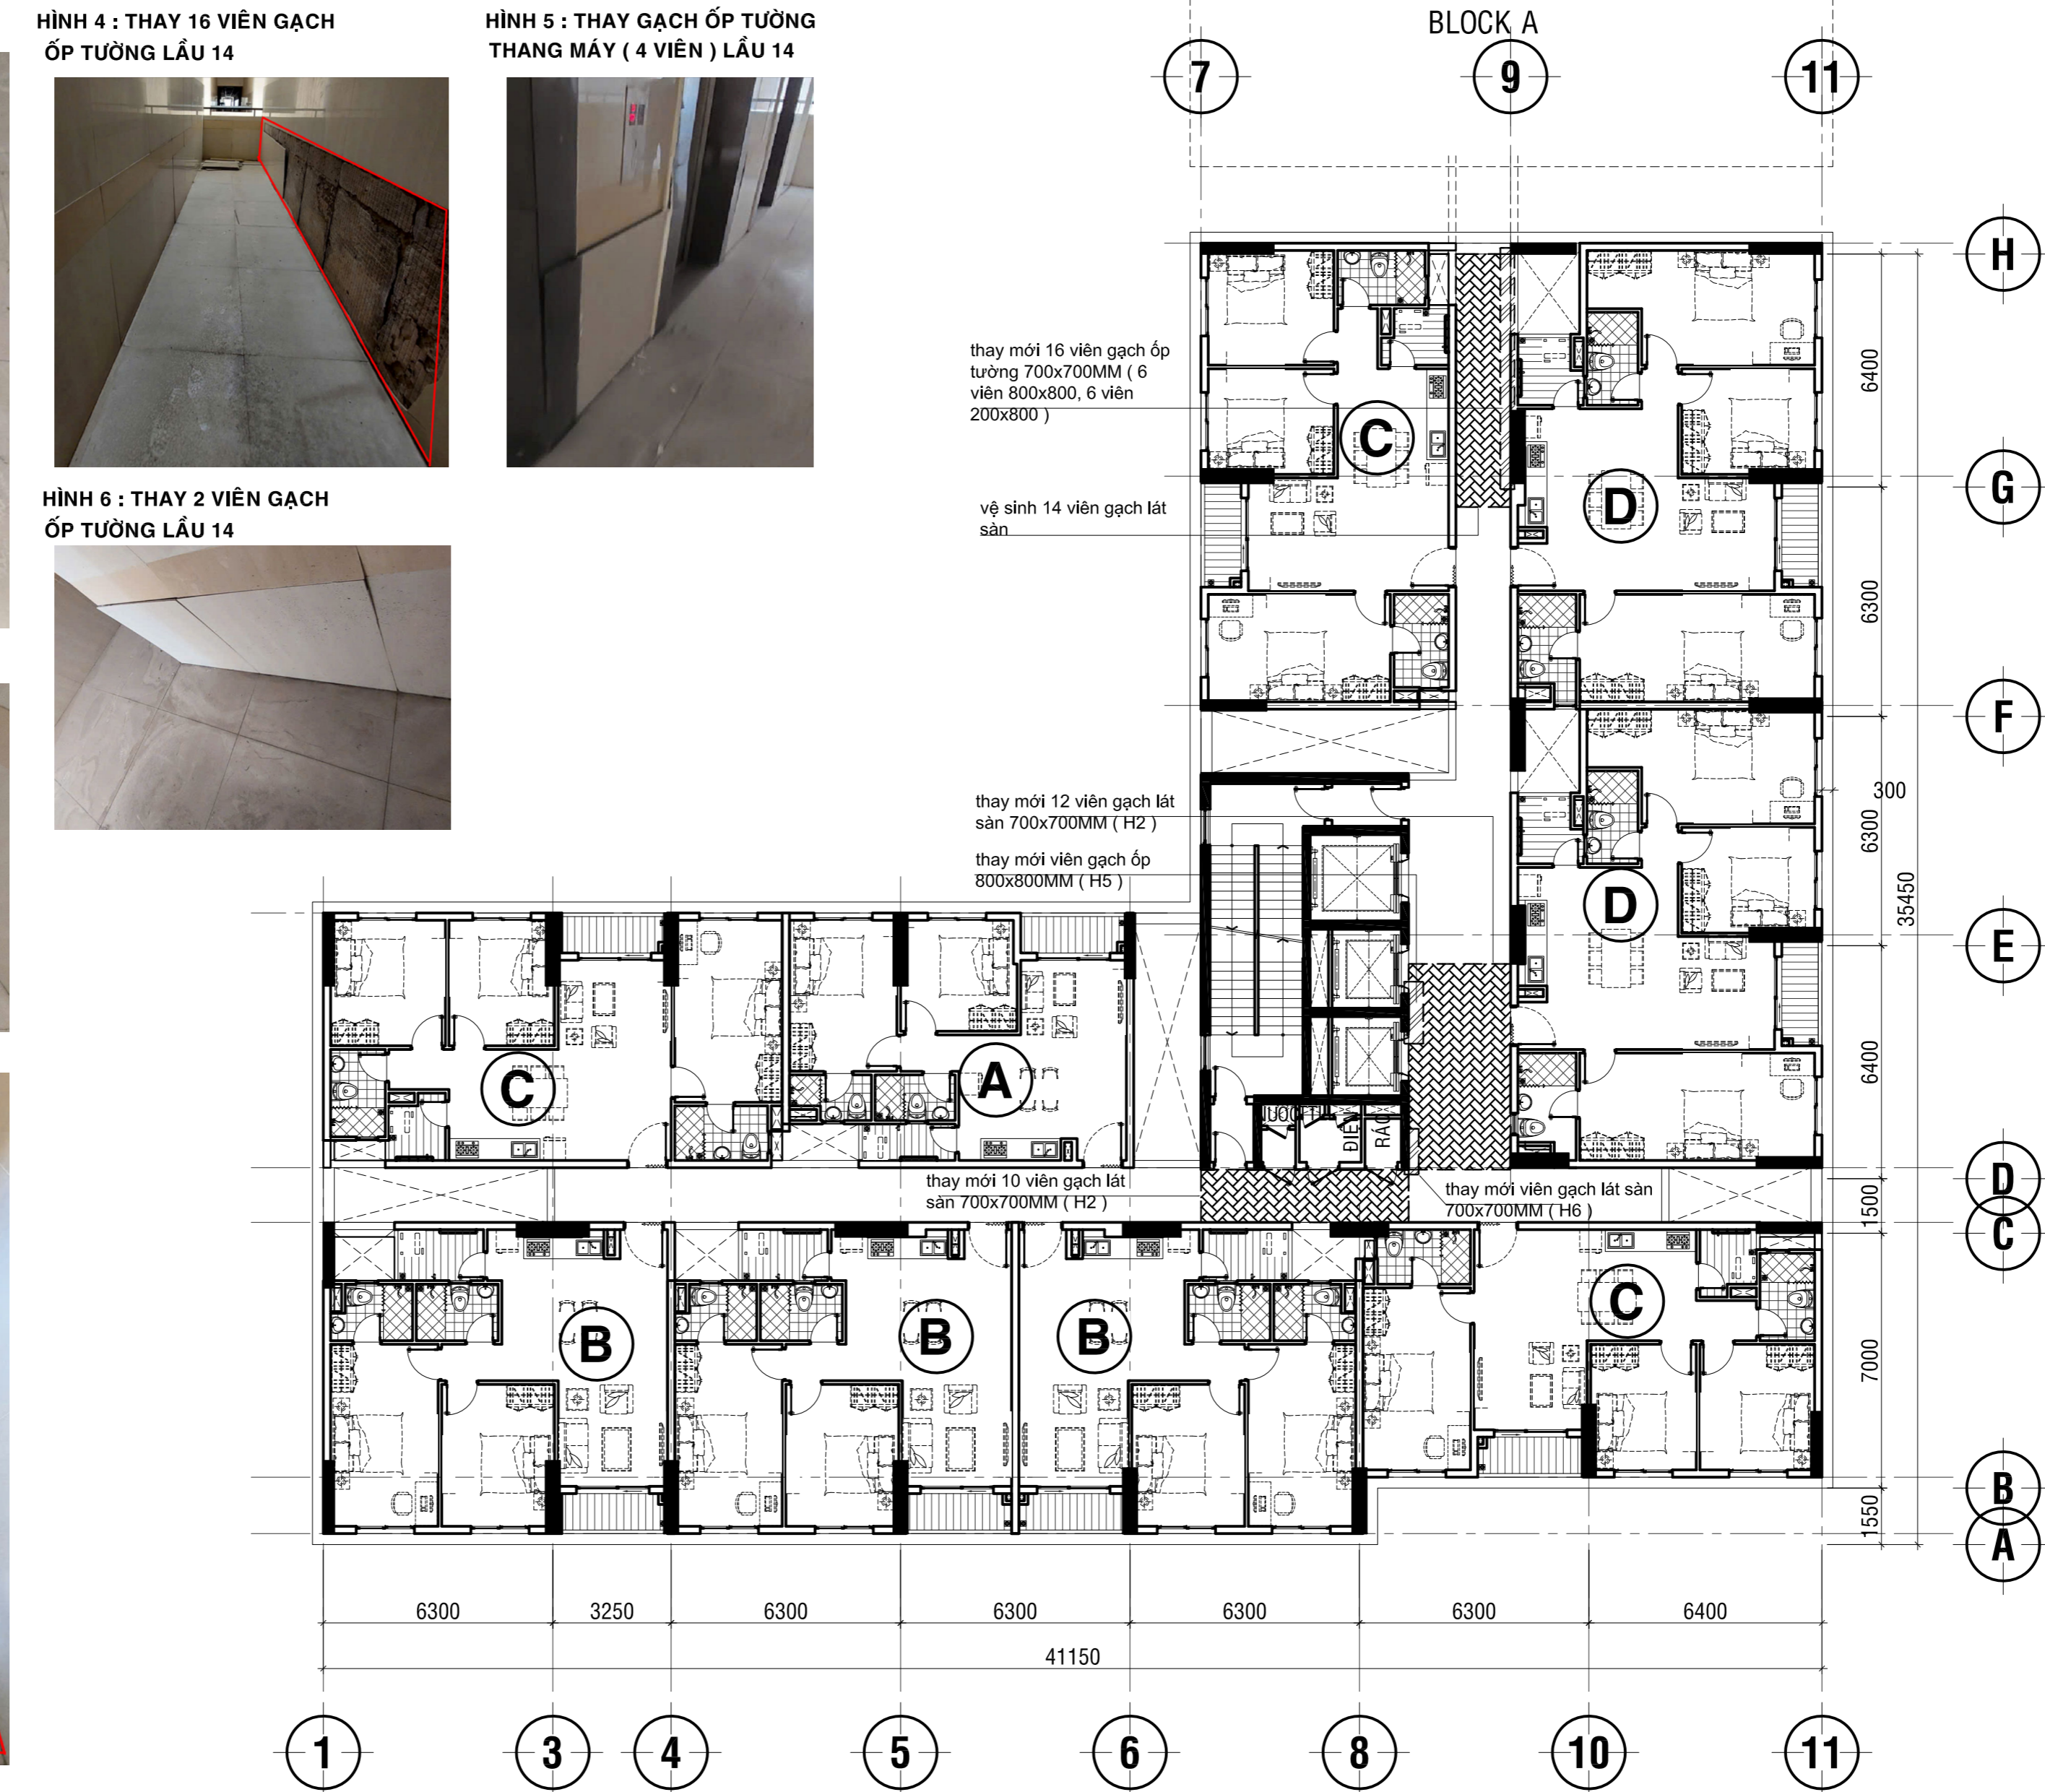 HÌNH 4 : THAY 16 VIÊN GẠCH
ỐP TƯỜNG LẦU 14
HÌNH 5 : THAY GẠCH ỐP TƯỜNG
THANG MÁY ( 4 VIÊN ) LẦU 14
HÌNH 6 : THAY 2 VIÊN GẠCH
ỐP TƯỜNG LẦU 14
BLOCK A
7
9
11
H
G
F
E
D
C
B
A
6400
6300
300
6300
35450
6400
1500
7000
1550
thay mới 16 viên gạch ốp
tường 700x700MM ( 6
viên 800x800, 6 viên
200x800 )
vệ sinh 14 viên gạch lát
sàn
thay mới 12 viên gạch lát
sàn 700x700MM ( H2 )
thay mới viên gạch ốp
800x800MM ( H5 )
thay mới 10 viên gạch lát
sàn 700x700MM ( H2 )
thay mới viên gạch lát sàn
700x700MM ( H6 )
C
D
D
C
A
ĐIỆN
RÁC
B
B
B
C
6300
3250
6300
6300
6300
6300
6400
41150
1
3
4
5
6
8
10
11